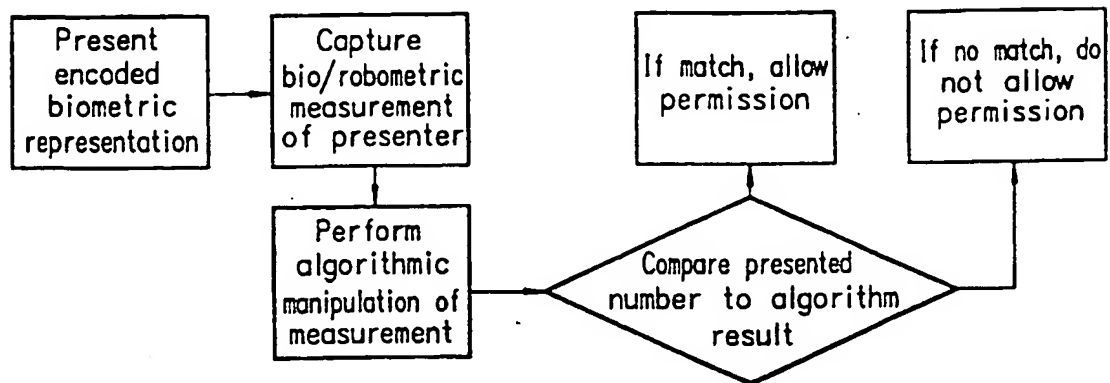 Present
encoded
biometric
representation
Capture
bio/robometric
measurement
of presenter
Perform
algorithmic
manipulation of
measurement
Compare presented
number to algorithm
result
If match, allow
permission
If no match, do
not allow
permission